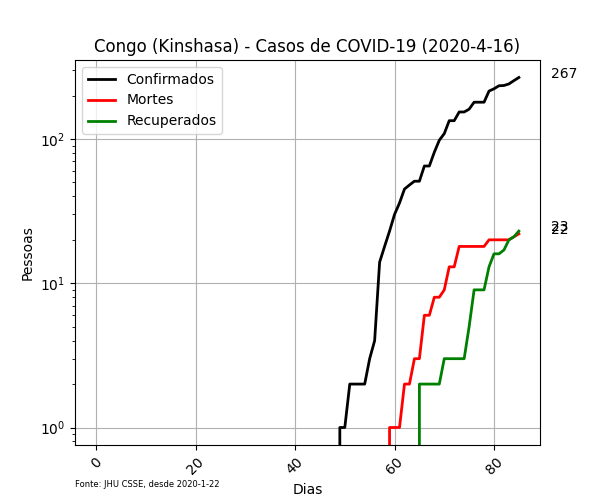 Congo (Kinshasa) - Casos de COVID-19 (2020-4-16)
Confirmados
Mortes
Recuperados
267
23
22
Pessoas
10²
10¹
10⁰
0
20
40
60
80
Dias
Fonte: JHU CSSE, desde 2020-1-22